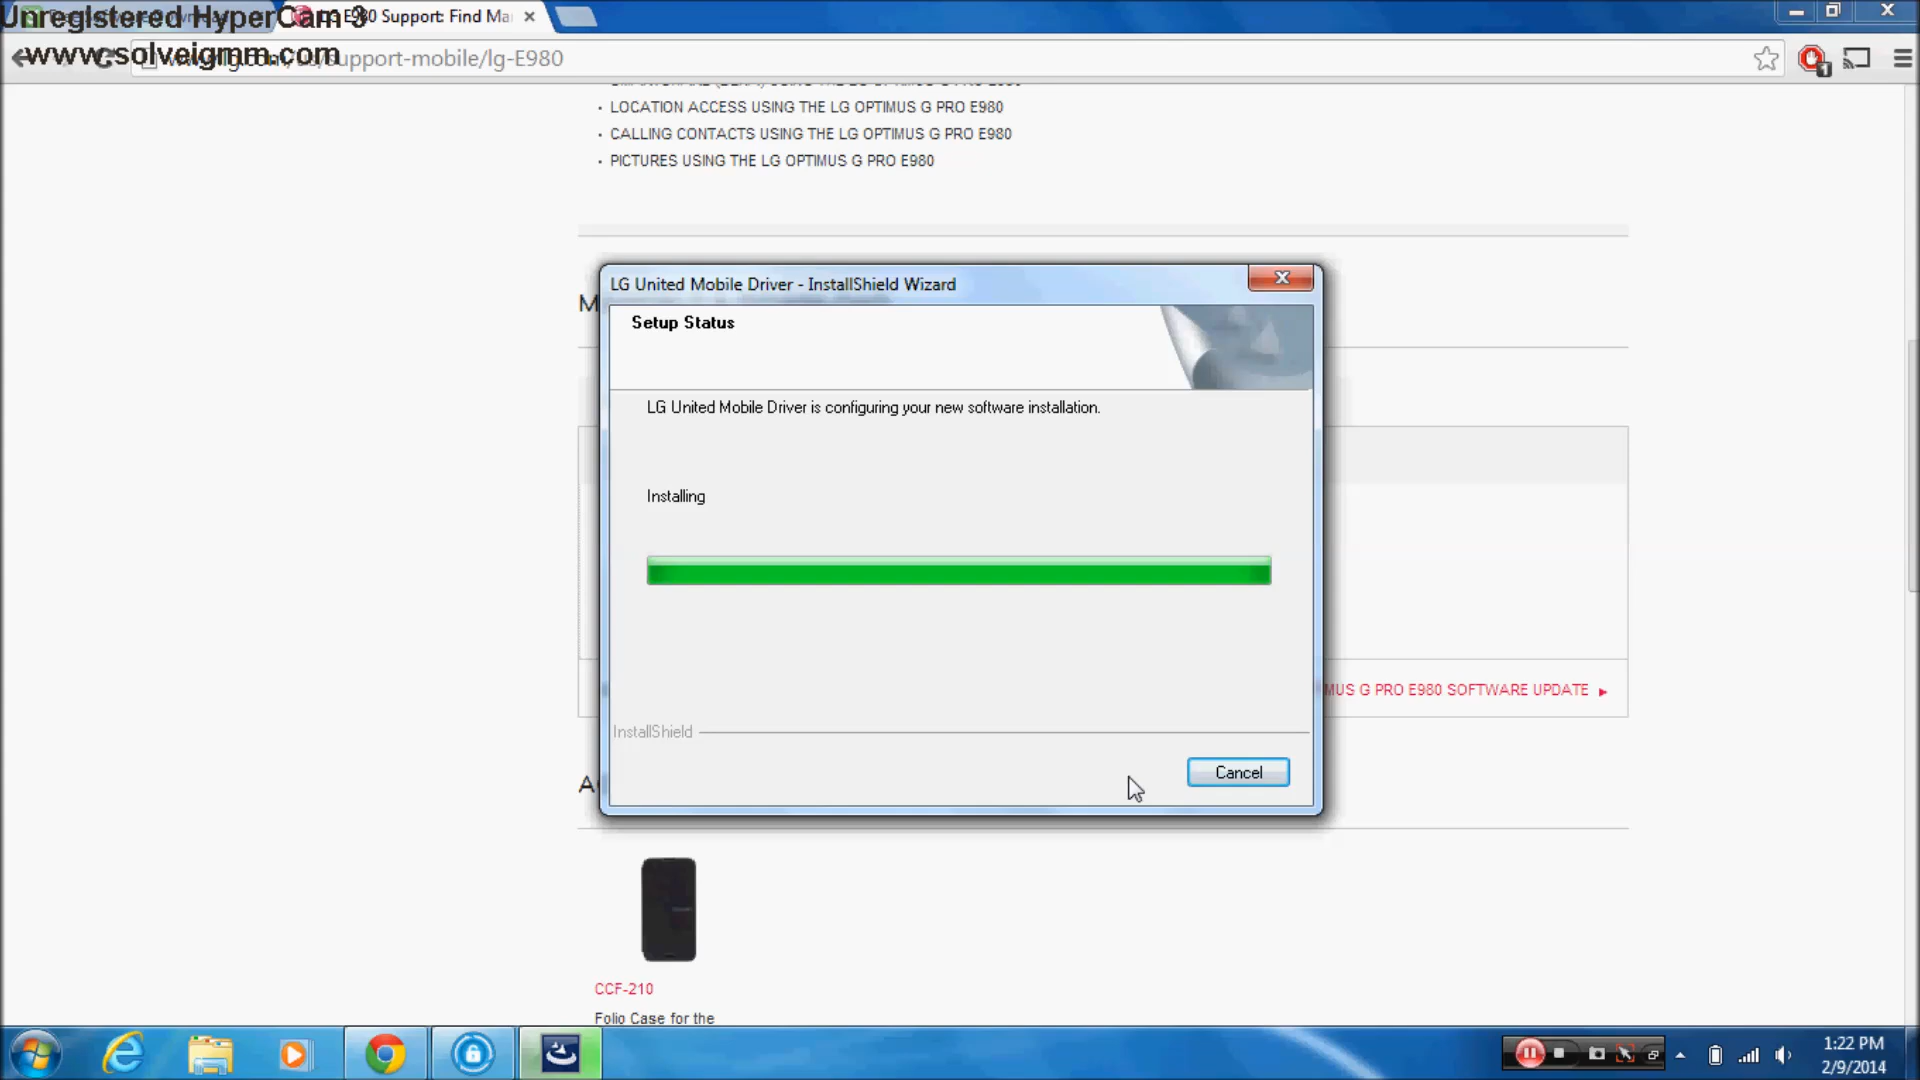 Unregistered HyperCam 3
E980 Support: Find Ma
www.solveigmm.com
/support-mobile/lg-E980
LOCATION ACCESS USING THE LG OPTIMUS G PRO E980
CALLING CONTACTS USING THE LG OPTIMUS G PRO E980
PICTURES USING THE LG OPTIMUS G PRO E980
LG United Mobile Driver - InstallShield Wizard
Setup Status
LG United Mobile Driver is configuring your new software installation.
Installing
MUS G PRO E980 SOFTWARE UPDATE
InstallShield
Cancel
CCF-210
Folio Case for the
1:22 PM
2/9/2014